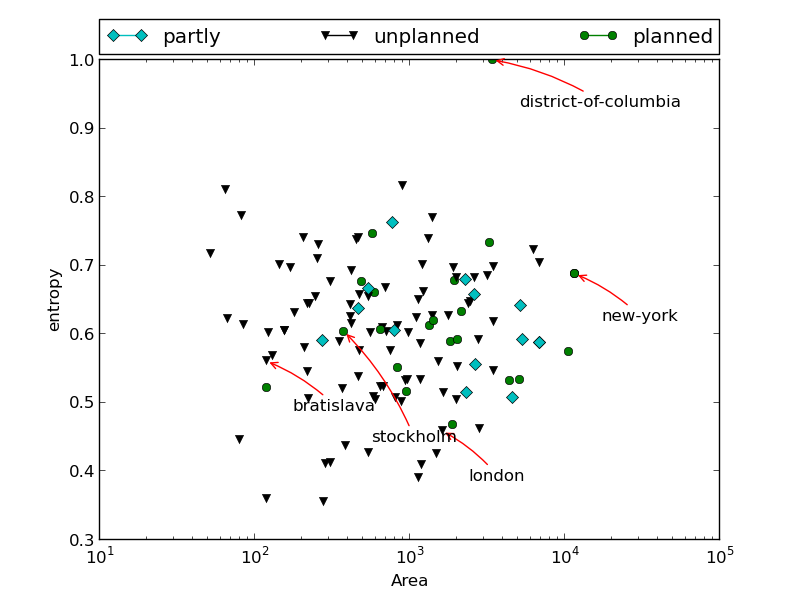 partly unplanned planned
1.0
district-of-columbia
0.9
0.8
0.7
new-york
0.6
bratislava
0.5
stockholm
london
0.4
0.3
entropy
10^1 10^2 10^3 10^4 10^5
Area